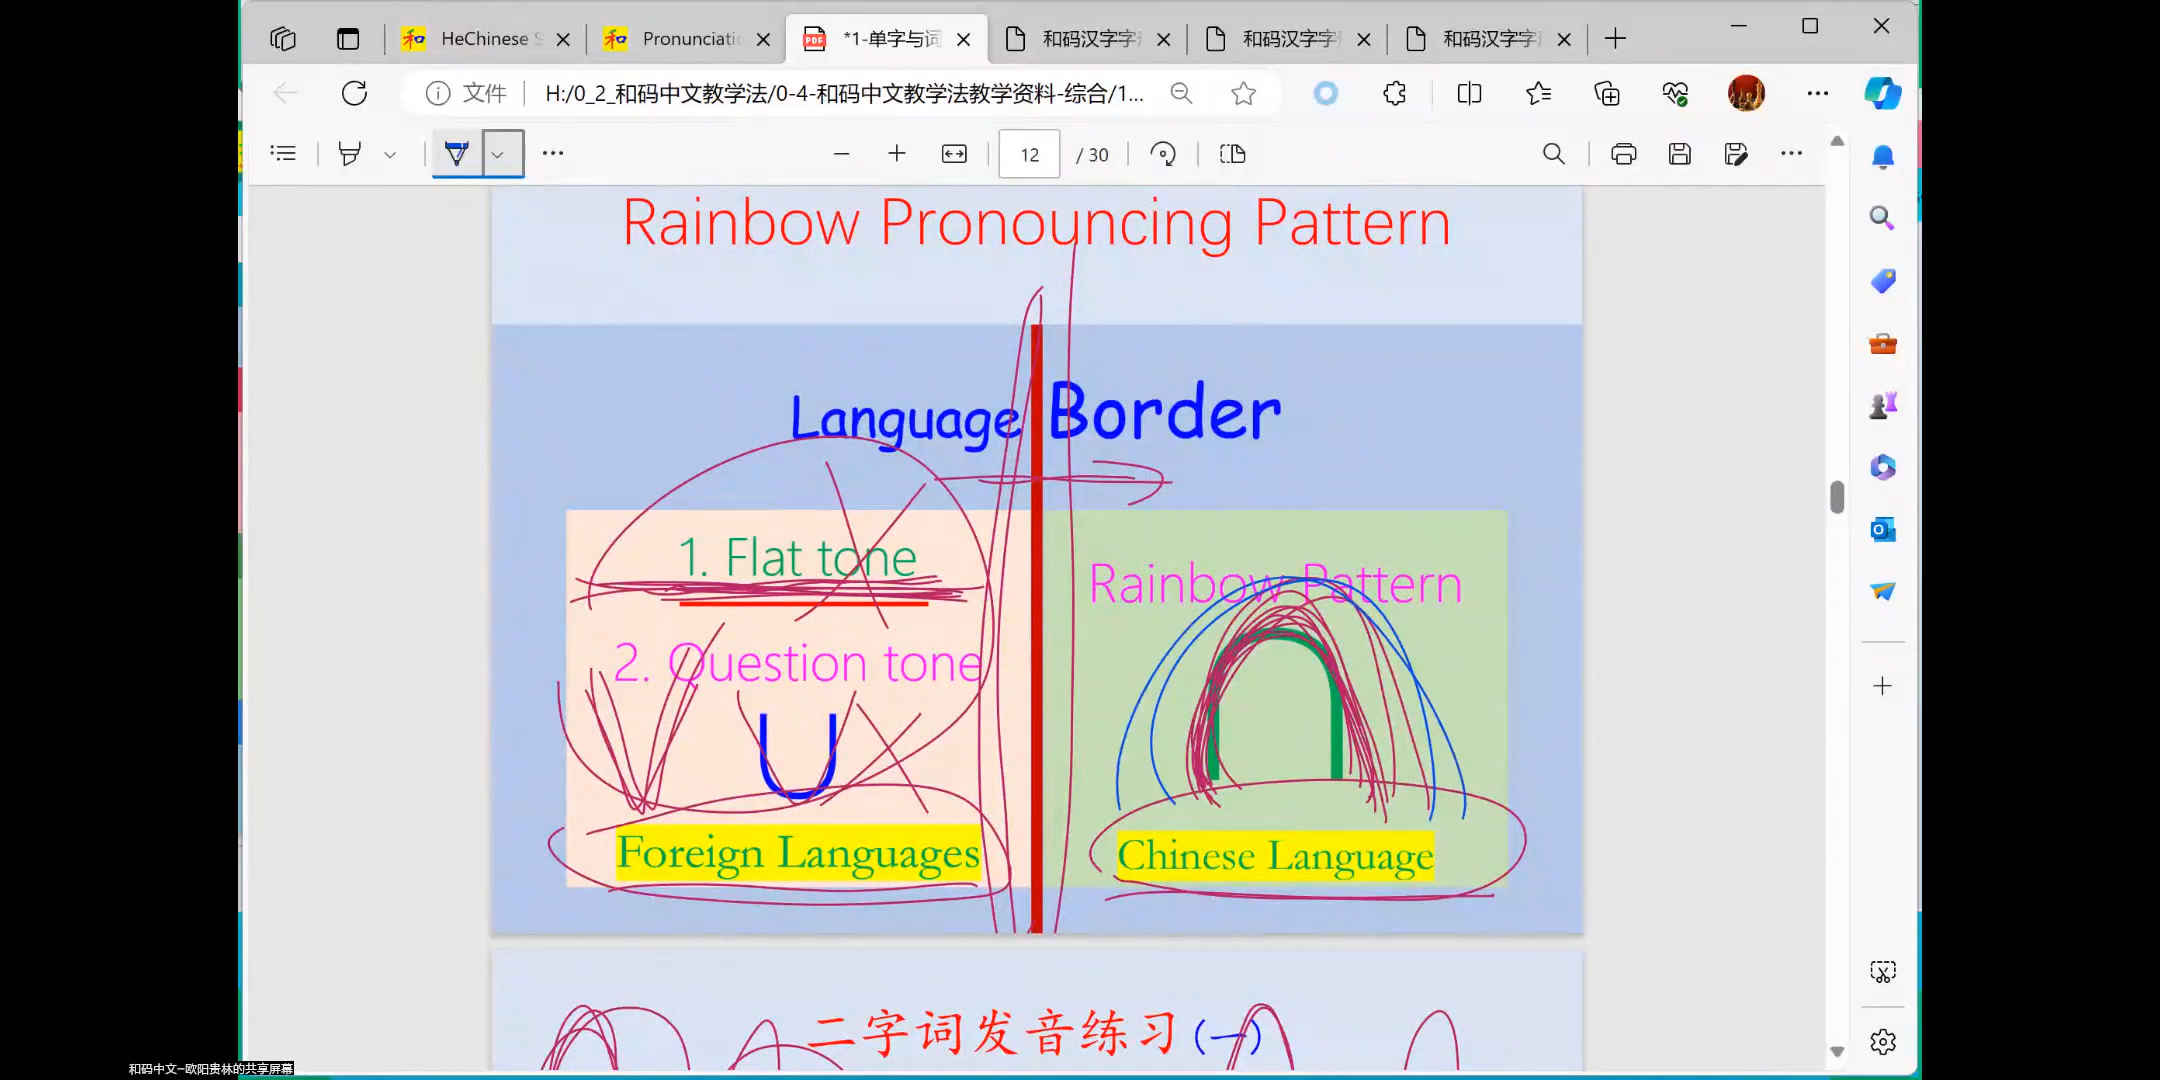 HeChinese S
Pronunciati
*1-单字与词
和码汉字字
和码汉字字
和码汉字字
文件
H:/0_2_和码中文教学法/0-4-和码中文教学法教学资料-综合/1...
12
/ 30
Rainbow Pronouncing Pattern
Language Border
1. Flat tone
2. Question tone
Foreign Languages
Rainbow Pattern
Chinese Language
二字词发音练习(一)
和码中文–欧阳贵林的共享屏幕